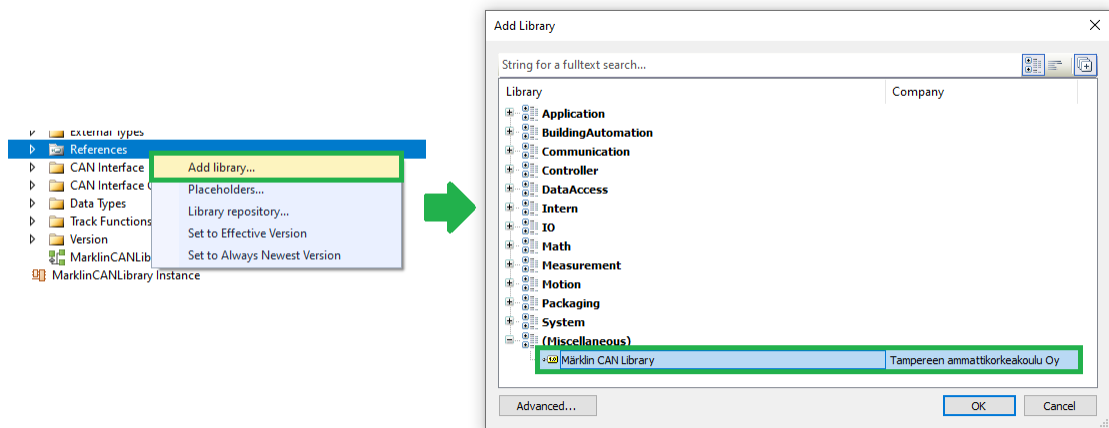 External Types
References
CAN Interface
CAN Interface
Data Types
Track Functions
Version
MarklinCANLib
MarklinCANLibrary Instance
Add library...
Placeholders...
Library repository...
Set to Effective Version
Set to Always Newest Version
Add Library
String for a fulltext search...
Library Company
Application
BuildingAutomation
Communication
Controller
DataAccess
Intern
IO
Math
Measurement
Motion
Packaging
System
(Miscellaneous)
Märklin CAN Library Tampereen ammattikorkeakoulu Oy
Advanced... OK Cancel